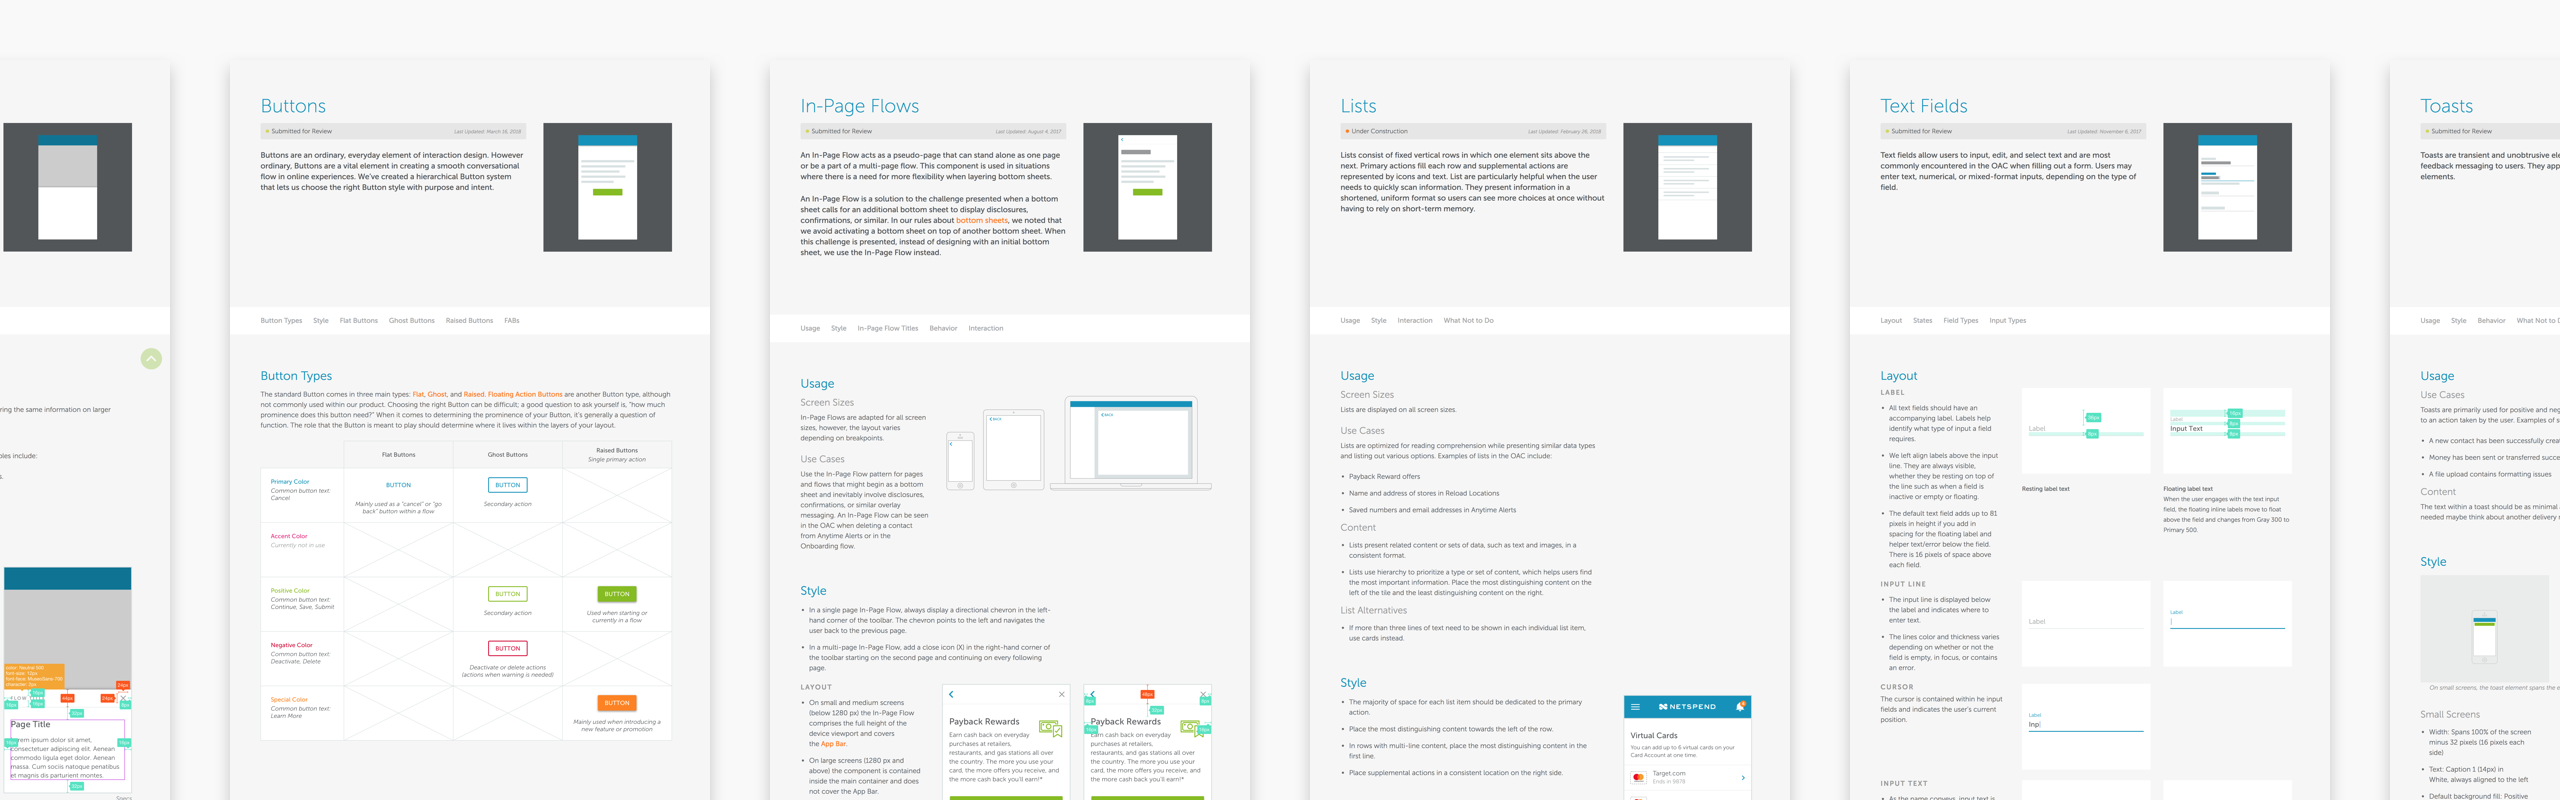 ring the same information on larger
ples include:
s.
color: Neutral 600
font-size: 12px
font-face: MuseoSans-700
character: 2px
FLOW
24px
16px
16px
44px
24px
16px
8px
32px
Page Title
16px
16px
Lorem ipsum dolor sit amet,
consectetuer adipiscing elit. Aenean
commodo ligula eget dolor. Aenean
massa. Cum sociis natoque penatibus
et magnis dis parturient montes.
32px
Specs
Buttons
Submitted for Review
Last Updated: March 16, 2018
Buttons are an ordinary, everyday element of interaction design. However
ordinary, Buttons are a vital element in creating a smooth conversational
flow in online experiences. We've created a hierarchical Button system
that lets us choose the right Button style with purpose and intent.
Button Types Style Flat Buttons Ghost Buttons Raised Buttons FABs
Button Types
The standard Button comes in three main types: Flat, Ghost, and Raised. Floating Action Buttons are another Button type, although
not commonly used within our product. Choosing the right Button can be difficult; a good question to ask yourself is, "how much
prominence does this button need?" When it comes to determining the prominence of your Button, it's generally a question of
function. The role that the Button is meant to play should determine where it lives within the layers of your layout.
Flat Buttons
Ghost Buttons
Raised Buttons
Single primary action
Primary Color
Common button text:
Cancel
BUTTON
Mainly used as a "cancel" or "go
back" button within a flow
BUTTON
Secondary action
Accent Color
Currently not in use
Positive Color
Common button text:
Continue, Save, Submit
BUTTON
Secondary action
BUTTON
Used when starting or
currently in a flow
Negative Color
Common button text:
Deactivate, Delete
BUTTON
Deactivate or delete actions
(actions when warning is needed)
Special Color
Common button text:
Learn More
BUTTON
Mainly used when introducing a
new feature or promotion
In-Page Flows
Submitted for Review
Last Updated: August 4, 2017
An In-Page Flow acts as a pseudo-page that can stand alone as one page
or be a part of a multi-page flow. This component is used in situations
where there is a need for more flexibility when layering bottom sheets.
An In-Page Flow is a solution to the challenge presented when a bottom
sheet calls for an additional bottom sheet to display disclosures,
confirmations, or similar. In our rules about bottom sheets, we noted that
we avoid activating a bottom sheet on top of another bottom sheet. When
this challenge is presented, instead of designing with an initial bottom
sheet, we use the In-Page Flow instead.
Usage Style In-Page Flow Titles Behavior Interaction
Usage
Screen Sizes
In-Page Flows are adapted for all screen
sizes, however, the layout varies
depending on breakpoints.
BACK
BACK
Use Cases
Use the In-Page Flow pattern for pages
and flows that might begin as a bottom
sheet and inevitably involve disclosures,
confirmations, or similar overlay
messaging. An In-Page Flow can be seen
in the OAC when deleting a contact
from Anytime Alerts or in the
Onboarding flow.
Style
• In a single page In-Page Flow, always display a directional chevron in the left-
hand corner of the toolbar. The chevron points to the left and navigates the
user back to the previous page.
• In a multi-page In-Page Flow, add a close icon (X) in the right-hand corner of
the toolbar starting on the second page and continuing on every following
page.
LAYOUT
• On small and medium screens
(below 1280 px) the In-Page Flow
comprises the full height of the
device viewport and covers
the App Bar.
• On large screens (1280 px and
above) the component is contained
inside the main container and does
not cover the App Bar.
Payback Rewards
Earn cash back on everyday
purchases at retailers,
restaurants, and gas stations all over
the country. The more you use your
card, the more offers you receive, and
the more cash back you'll earn!*
44px
8px
8px
32px
16px
16px
Payback Rewards
Earn cash back on everyday
purchases at retailers,
restaurants, and gas stations all over
the country. The more you use your
card, the more offers you receive, and
the more cash back you'll earn!*
Lists
Under Construction
Last Updated: February 26, 2018
Lists consist of fixed vertical rows in which one element sits above the
next. Primary actions fill each row and supplemental actions are
represented by icons and text. List are particularly helpful when the user
needs to quickly scan information. They present information in a
shortened, uniform format so users can see more choices at once without
having to rely on short-term memory.
Usage Style Interaction What Not to Do
Usage
Screen Sizes
Lists are displayed on all screen sizes.
Use Cases
Lists are optimized for reading comprehension while presenting similar data types
and listing out various options. Examples of lists in the OAC include:
• Payback Reward offers
• Name and address of stores in Reload Locations
• Saved numbers and email addresses in Anytime Alerts
Content
• Lists present related content or sets of data, such as text and images, in a
consistent format.
• Lists use hierarchy to prioritize a type or set of content, which helps users find
the most important information. Place the most distinguishing content on the
left of the tile and the least distinguishing content on the right.
List Alternatives
• If more than three lines of text need to be shown in each individual list item,
use cards instead.
Style
• The majority of space for each list item should be dedicated to the primary
action.
• Place the most distinguishing content towards the left of the row.
• In rows with multi-line content, place the most distinguishing content in the
first line.
• Place supplemental actions in a consistent location on the right side.
NETSPEND
Virtual Cards
You can add up to 6 virtual cards on your
Card Account at one time.
Target.com
Ends in 9878
Text Fields
Submitted for Review
Last Updated: November 6, 2017
Text fields allow users to input, edit, and select text and are most
commonly encountered in the OAC when filling out a form. Users may
enter text, numerical, or mixed-format inputs, depending on the type of
field.
Layout States Field Types Input Types
Layout
LABEL
• All text fields should have an
accompanying label. Labels help
identify what type of input a field
requires.
• We left align labels above the input
line. They are always visible,
whether they be resting on top of
the line such as when a field is
inactive or empty or floating.
• The default text field adds up to 81
pixels in height if you add in
spacing for the floating label and
helper text/error below the field.
There is 16 pixels of space above
each field.
Label
8px
Resting label text
16px
Label
8px
Input Text
8px
Floating label text
When the user engages with the text input
field, the floating inline labels move to float
above the field and changes from Gray 300 to
Primary 500.
INPUT LINE
• The input line is displayed below
the label and indicates where to
enter text.
• The lines color and thickness varies
depending on whether or not the
field is empty, in focus, or contains
an error.
Label
Label
CURSOR
The cursor is contained within he input
fields and indicates the user's current
position.
Label
Inp
INPUT TEXT
• As the name conveys, input text is
Toasts
Submitted for Review
Toasts are transient and unobtrusive ele
feedback messaging to users. They app
elements.
Usage Style Behavior What Not to D
Usage
Use Cases
Toasts are primarily used for positive and neg
to an action taken by the user. Examples of s
• A new contact has been successfully crea
• Money has been sent or transferred succe
• A file upload contains formatting issues
Content
The text within a toast should be as minimal
needed maybe think about another delivery
Style
On small screens, the toast element spans the e
Small Screens
• Width: Spans 100% of the screen
minus 32 pixels (16 pixels each
side)
• Text: Caption 1 (14px) in
White, always aligned to the left
• Default background fill: Positive